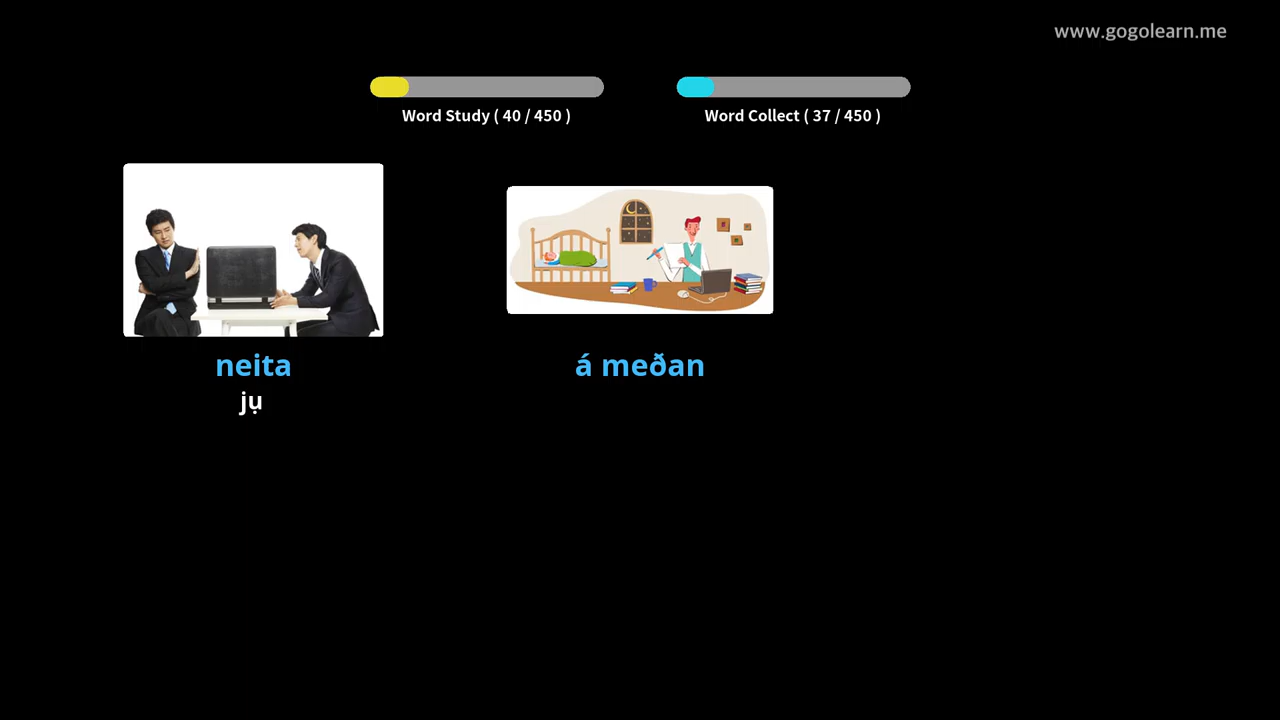 www.gogolearn.me
Word Study ( 40 / 450 )
Word Collect ( 37 / 450 )
neita
á meðan
jụ